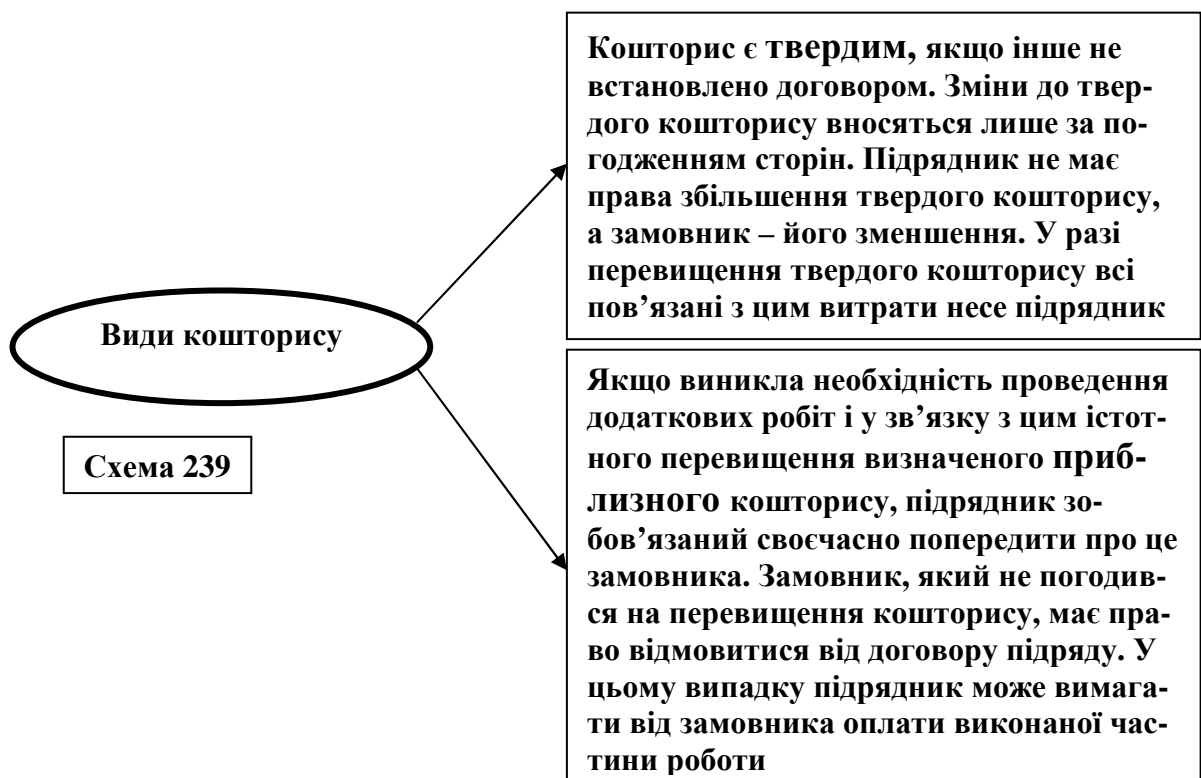 Кошторис є твердим, якщо інше не
встановлено договором. Зміни до твер-
дого кошторису вносяться лише за по-
годженням сторін. Підрядник не має
права збільшення твердого кошторису,
а замовник – його зменшення. У разі
перевищення твердого кошторису всі
пов’язані з цим витрати несе підрядник
Види кошторису
Схема 239
Якщо виникла необхідність проведення
додаткових робіт і у зв’язку з цим істот-
ного перевищення визначеного приб-
лизного кошторису, підрядник зо-
бов’язаний своєчасно попередити про це
замовника. Замовник, який не погодив-
ся на перевищення кошторису, має пра-
во відмовитися від договору підряду. У
цьому випадку підрядник може вимага-
ти від замовника оплати виконаної час-
тини роботи